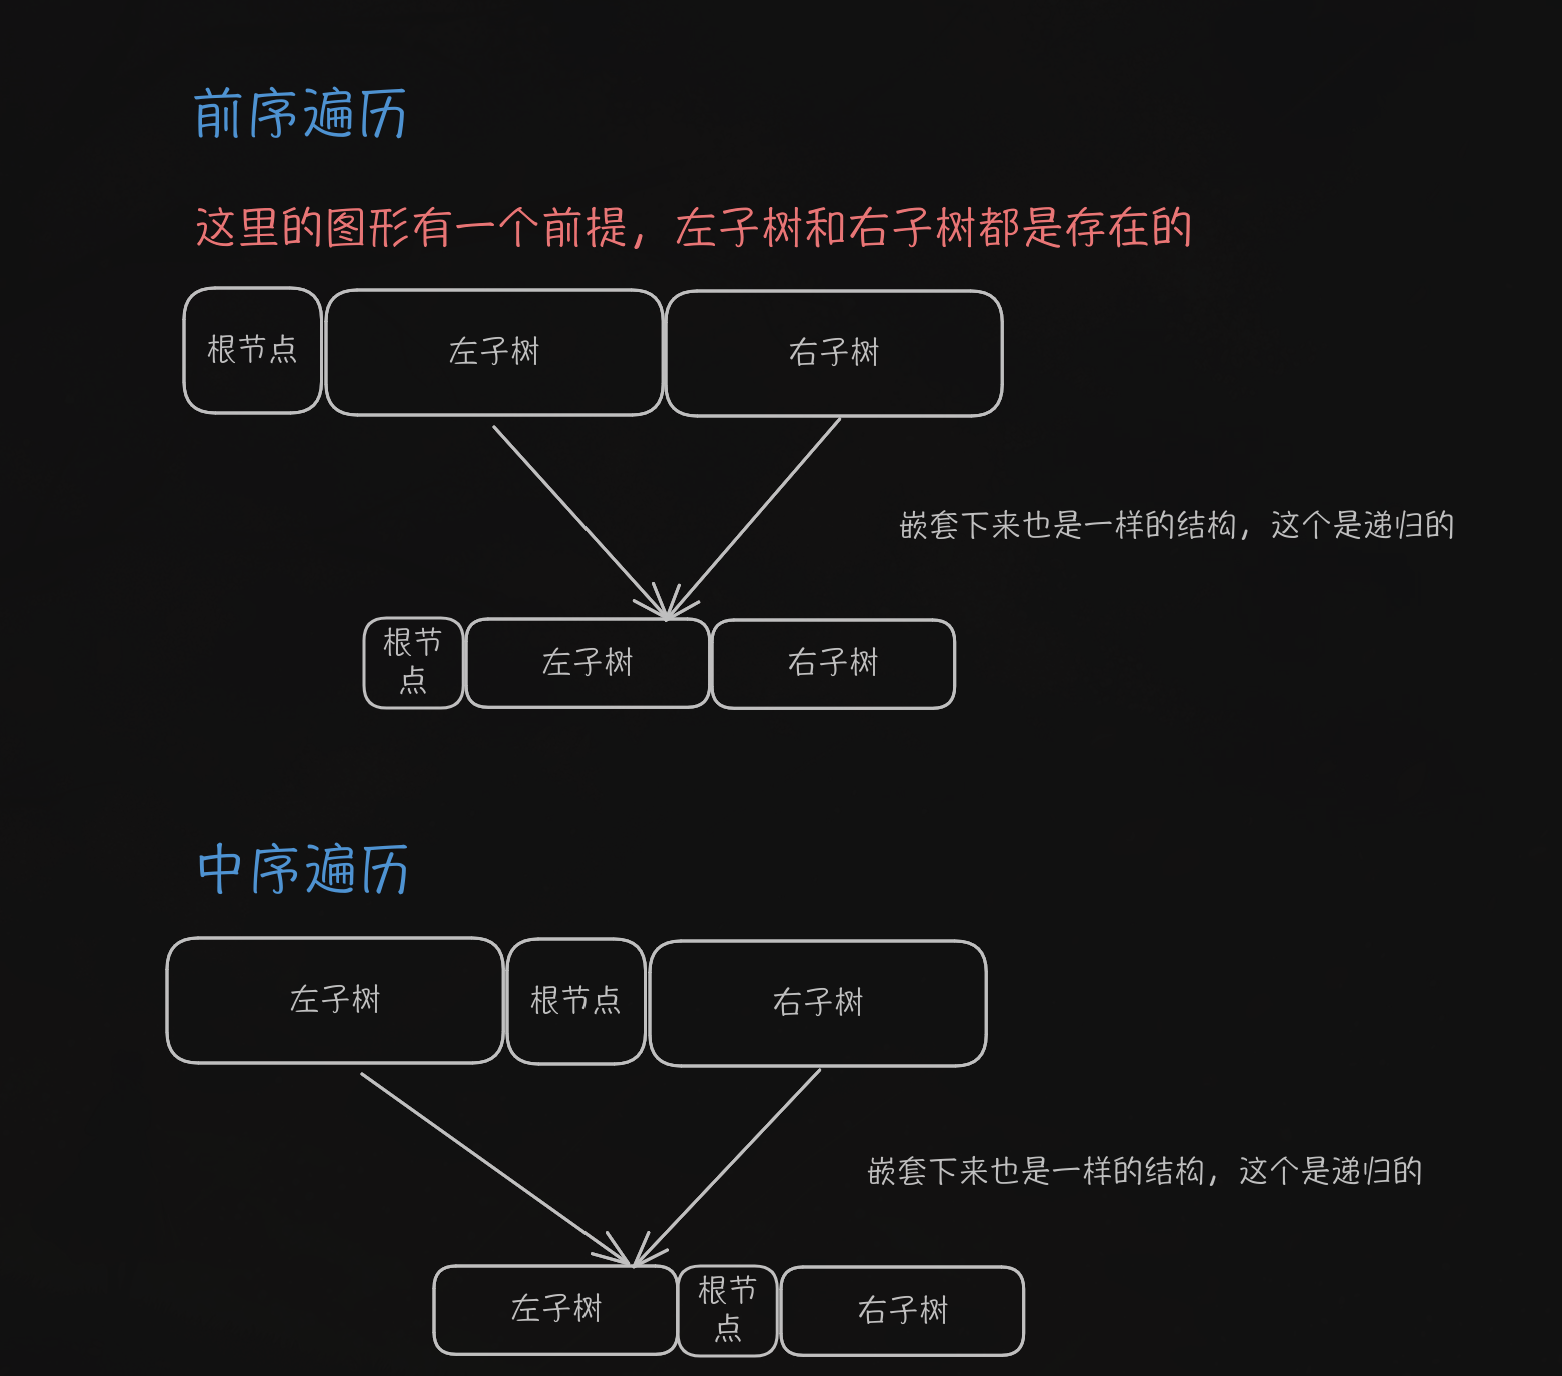 前序遍历
这里的图形有一个前提，左子树和右子树都是存在的
根节点
左子树
右子树
嵌套下来也是一样的结构，这个是递归的
根节
点
左子树
右子树
中序遍历
左子树
根节点
右子树
嵌套下来也是一样的结构，这个是递归的
左子树
根节
点
右子树